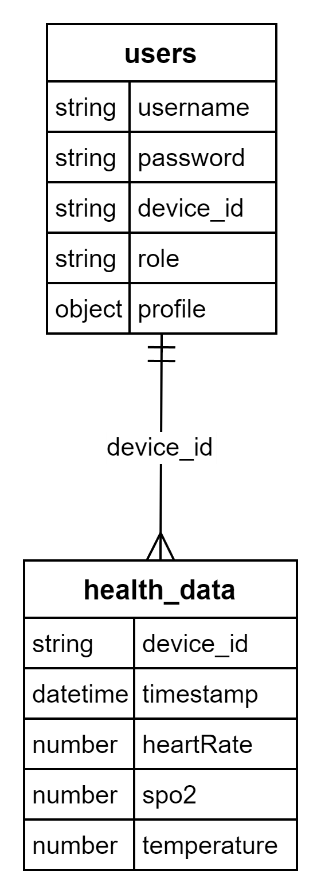 users
string username
string password
string device_id
string role
object profile
device_id
health_data
string device_id
datetime timestamp
number heartRate
number spo2
number temperature